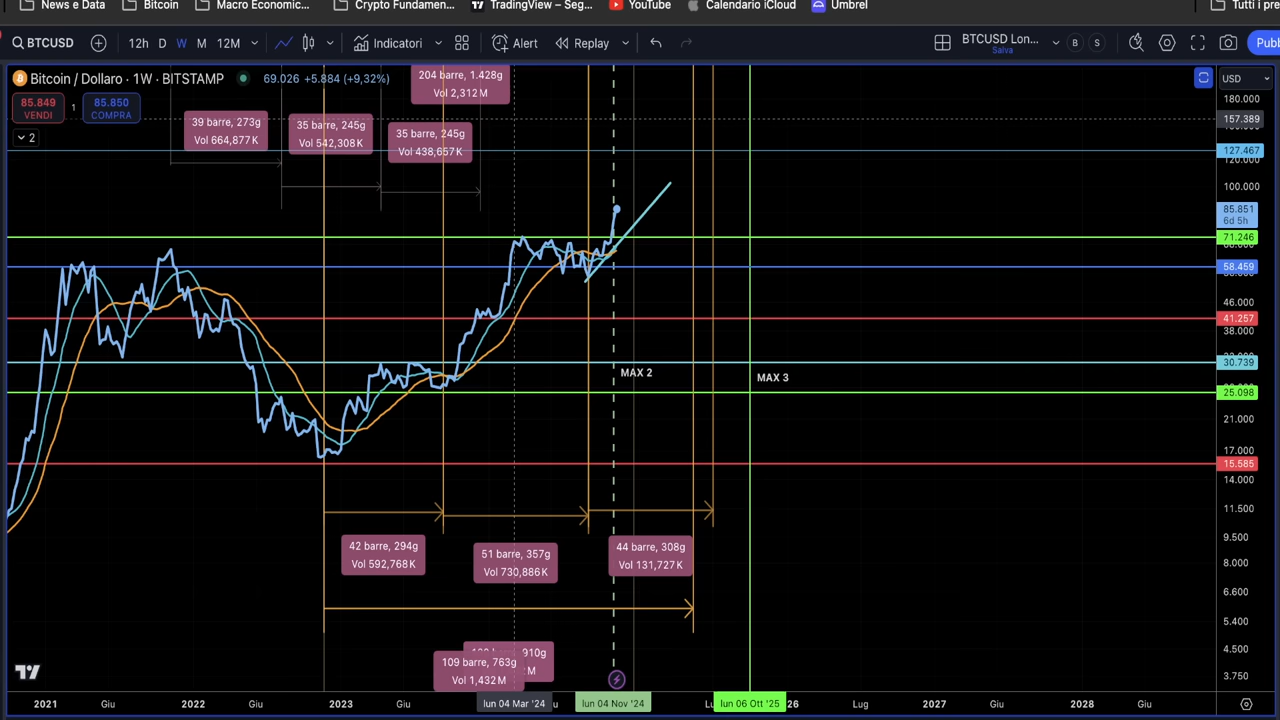 News e Data
Bitcoin
Macro Economic...
Crypto Fundamen...
TradingView – Seg...
YouTube
Calendario iCloud
Umbrel
Tutti i pre
BTCUSD
12h D W M 12M
Indicatori
Alert
Replay
BTCUSD Lon...
Salva
B
S
Pubb
Bitcoin / Dollaro · 1W · BITSTAMP
69.026 +5.884 (+9,32%)
85.849
VENDI
1
85.850
COMPRA
2
204 barre, 1.428g
Vol 2,312 M
39 barre, 273g
Vol 664,877 K
35 barre, 245g
Vol 542,308 K
35 barre, 245g
Vol 438,657 K
USD
180.000
157.389
127.467
120.000
100.000
85.851
6d 5h
71.246
58.459
46.000
41.257
38.000
30.739
25.098
21.000
17.000
15.585
14.000
11.500
9.500
8.000
6.600
5.400
4.500
3.750
MAX 2
MAX 3
42 barre, 294g
Vol 592,768 K
51 barre, 357g
Vol 730,886 K
44 barre, 308g
Vol 131,727 K
910g
109 barre, 763g
Vol 1,432 M
2021
Giu
2022
Giu
2023
Giu
lun 04 Mar '24
lun 04 Nov '24
lun 06 Ott '25
26
Lug
2027
Giu
2028
Giu